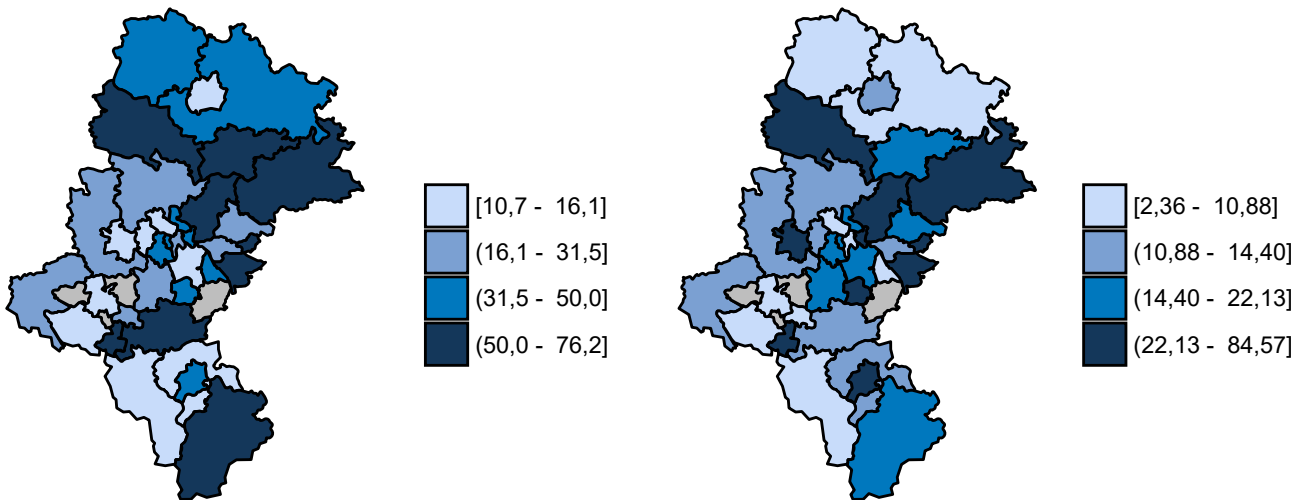 [10,7 - 16,1]
(16,1 - 31,5]
(31,5 - 50,0]
(50,0 - 76,2]
[2,36 - 10,88]
(10,88 - 14,40]
(14,40 - 22,13]
(22,13 - 84,57]